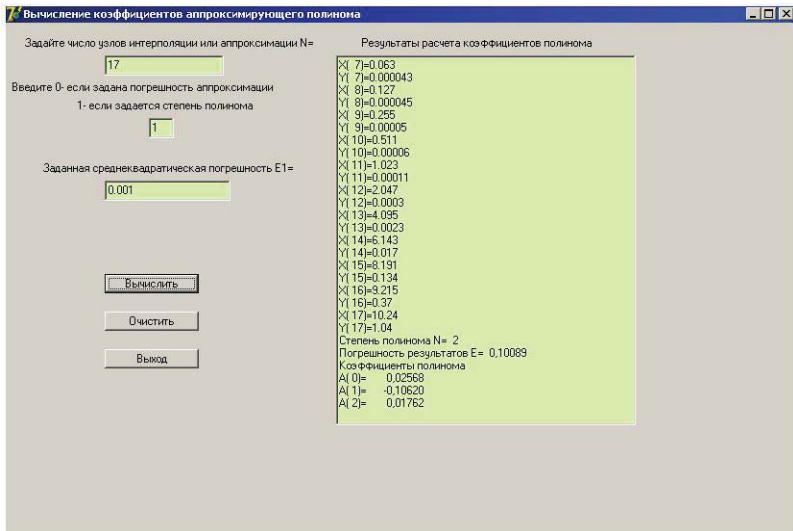 Вычисление коэффициентов аппроксимирующего полинома
Задайте число узлов интерполяции или аппроксимации N=
17
Введите 0- если задана погрешность аппроксимации
1- если задается степень полинома
1
Заданная среднеквадратическая погрешность E1=
0.001
Вычислить
Очистить
Выход
Результаты расчета коэффициентов полинома
X( 7)=0.063
Y( 7)=0.000043
X( 8)=0.127
Y( 8)=0.000045
X( 9)=0.255
Y( 9)=0.00005
X( 10)=0.511
Y( 10)=0.00006
X( 11)=1.023
Y( 11)=0.00011
X( 12)=2.047
Y( 12)=0.0003
X( 13)=4.095
Y( 13)=0.0023
X( 14)=6.143
Y( 14)=0.017
X( 15)=8.191
Y( 15)=0.134
X( 16)=9.215
Y( 16)=0.37
X( 17)=10.24
Y( 17)=1.04
Степень полинома N= 2
Погрешность результатов E= 0,10089
Коэффициенты полинома
A( 0)= 0,02568
A( 1)= -0,10620
A( 2)= 0,01762